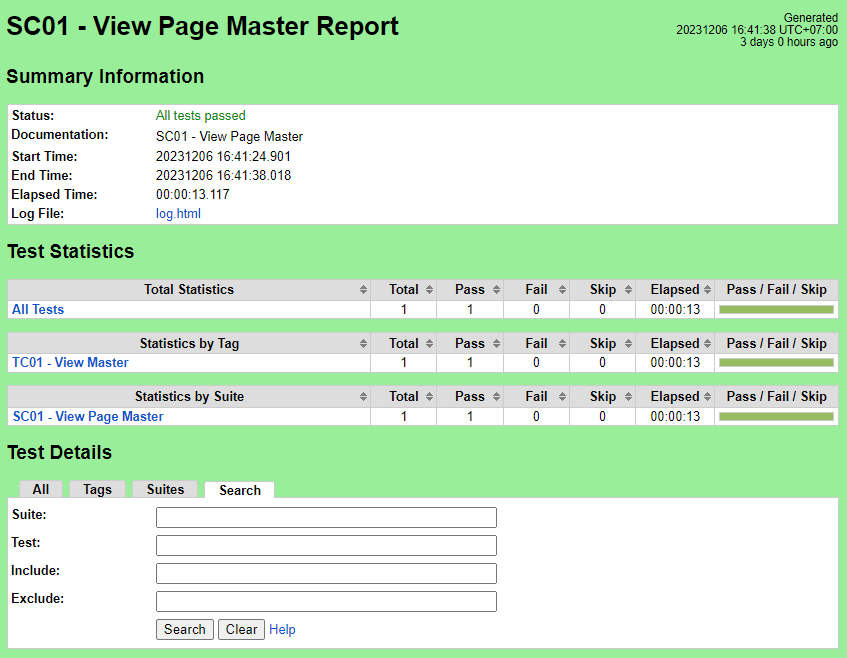 SC01 - View Page Master Report
Generated
20231206 16:41:38 UTC+07:00
3 days 0 hours ago
Summary Information
Status: All tests passed
Documentation: SC01 - View Page Master
Start Time: 20231206 16:41:24.901
End Time: 20231206 16:41:38.018
Elapsed Time: 00:00:13.117
Log File: log.html
Test Statistics
Total Statistics Total Pass Fail Skip Elapsed Pass / Fail / Skip
All Tests 1 1 0 0 00:00:13
Statistics by Tag Total Pass Fail Skip Elapsed Pass / Fail / Skip
TC01 - View Master 1 1 0 0 00:00:13
Statistics by Suite Total Pass Fail Skip Elapsed Pass / Fail / Skip
SC01 - View Page Master 1 1 0 0 00:00:13
Test Details
All Tags Suites Search
Suite:
Test:
Include:
Exclude:
Search Clear Help